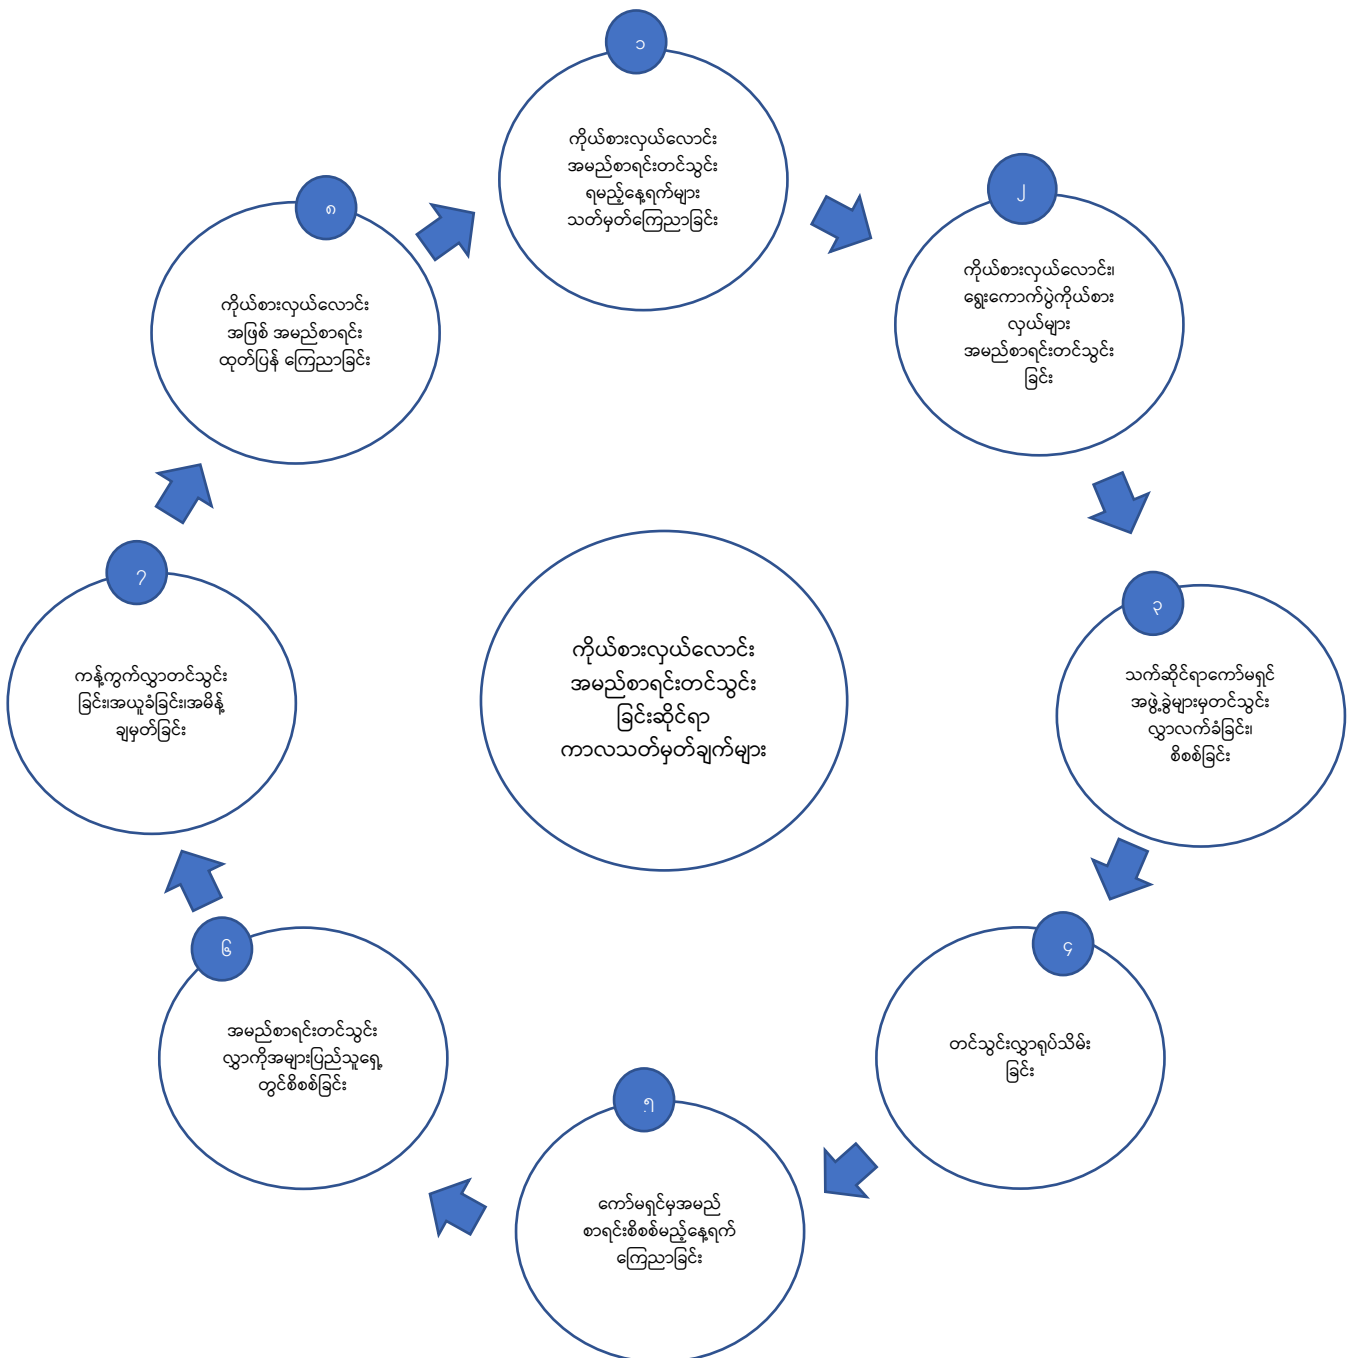 ၁
ကိုယ်စားလှယ်လောင်း
အမည်စာရင်းတင်သွင်း
ရမည့်နေ့ရက်များ
သတ်မှတ်ကြေညာခြင်း
၂
ကိုယ်စားလှယ်လောင်း၊
ရွေးကောက်ပွဲကိုယ်စား
လှယ်များ
အမည်စာရင်းတင်သွင်း
ခြင်း
၃
သက်ဆိုင်ရာကော်မရှင်
အဖွဲ့ခွဲများမှတင်သွင်း
လွှာလက်ခံခြင်း၊
စိစစ်ခြင်း
၄
တင်သွင်းလွှာရုပ်သိမ်း
ခြင်း
၅
ကော်မရှင်မှအမည်
စာရင်းစိစစ်မည့်နေ့ရက်
ကြေညာခြင်း
၆
အမည်စာရင်းတင်သွင်း
လွှာကိုအများပြည်သူရှေ့
တွင်စိစစ်ခြင်း
၇
ကန့်ကွက်လွှာတင်သွင်း
ခြင်း၊အယူခံခြင်း၊အမိန့်
ချမှတ်ခြင်း
၈
ကိုယ်စားလှယ်လောင်း
အဖြစ် အမည်စာရင်း
ထုတ်ပြန် ကြေညာခြင်း
ကိုယ်စားလှယ်လောင်း
အမည်စာရင်းတင်သွင်း
ခြင်းဆိုင်ရာ
ကာလသတ်မှတ်ချက်များ